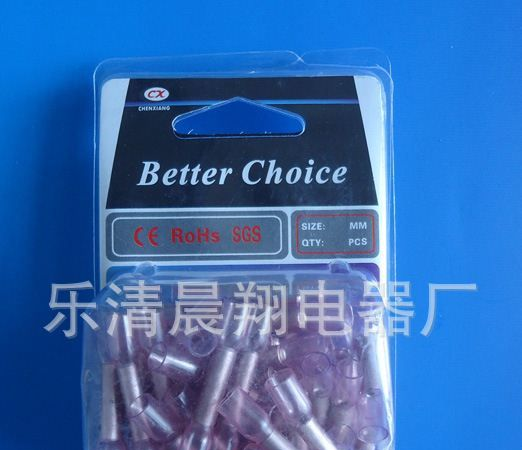 CX
CHENXIANG
Better Choice
CE RoHs SGS
SIZE: MM
QTY: PCS
乐清晨翔电器厂